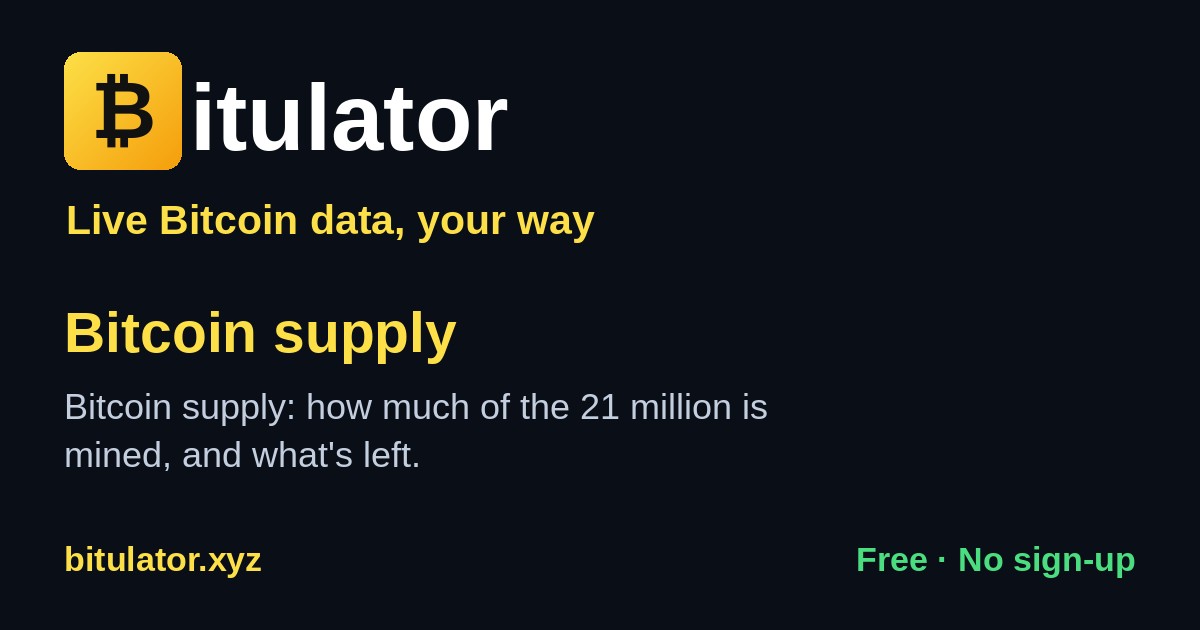 ₿itulator
Live Bitcoin data, your way
Bitcoin supply
Bitcoin supply: how much of the 21 million is
mined, and what's left.
bitulator.xyz
Free · No sign-up